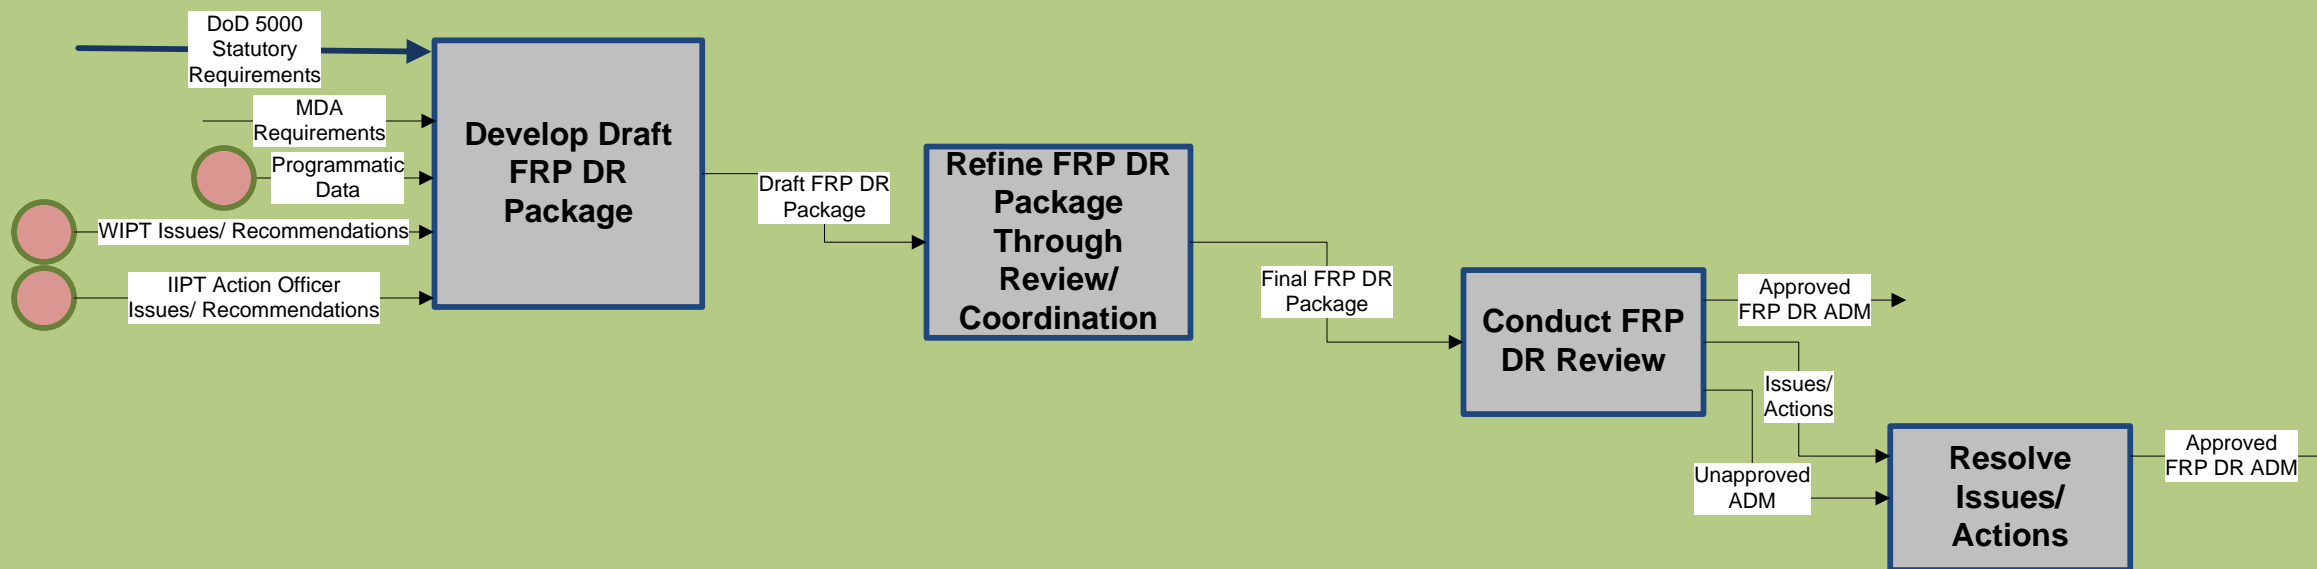 DoD 5000
Statutory
Requirements
MDA
Requirements
Programmatic
Data
WIPT Issues/ Recommendations
IIPT Action Officer
Issues/ Recommendations
Develop Draft
FRP DR
Package
Draft FRP DR
Package
Refine FRP DR
Package
Through
Review/
Coordination
Final FRP DR
Package
Conduct FRP
DR Review
Approved
FRP DR ADM
Issues/
Actions
Unapproved
ADM
Resolve
Issues/
Actions
Approved
FRP DR ADM